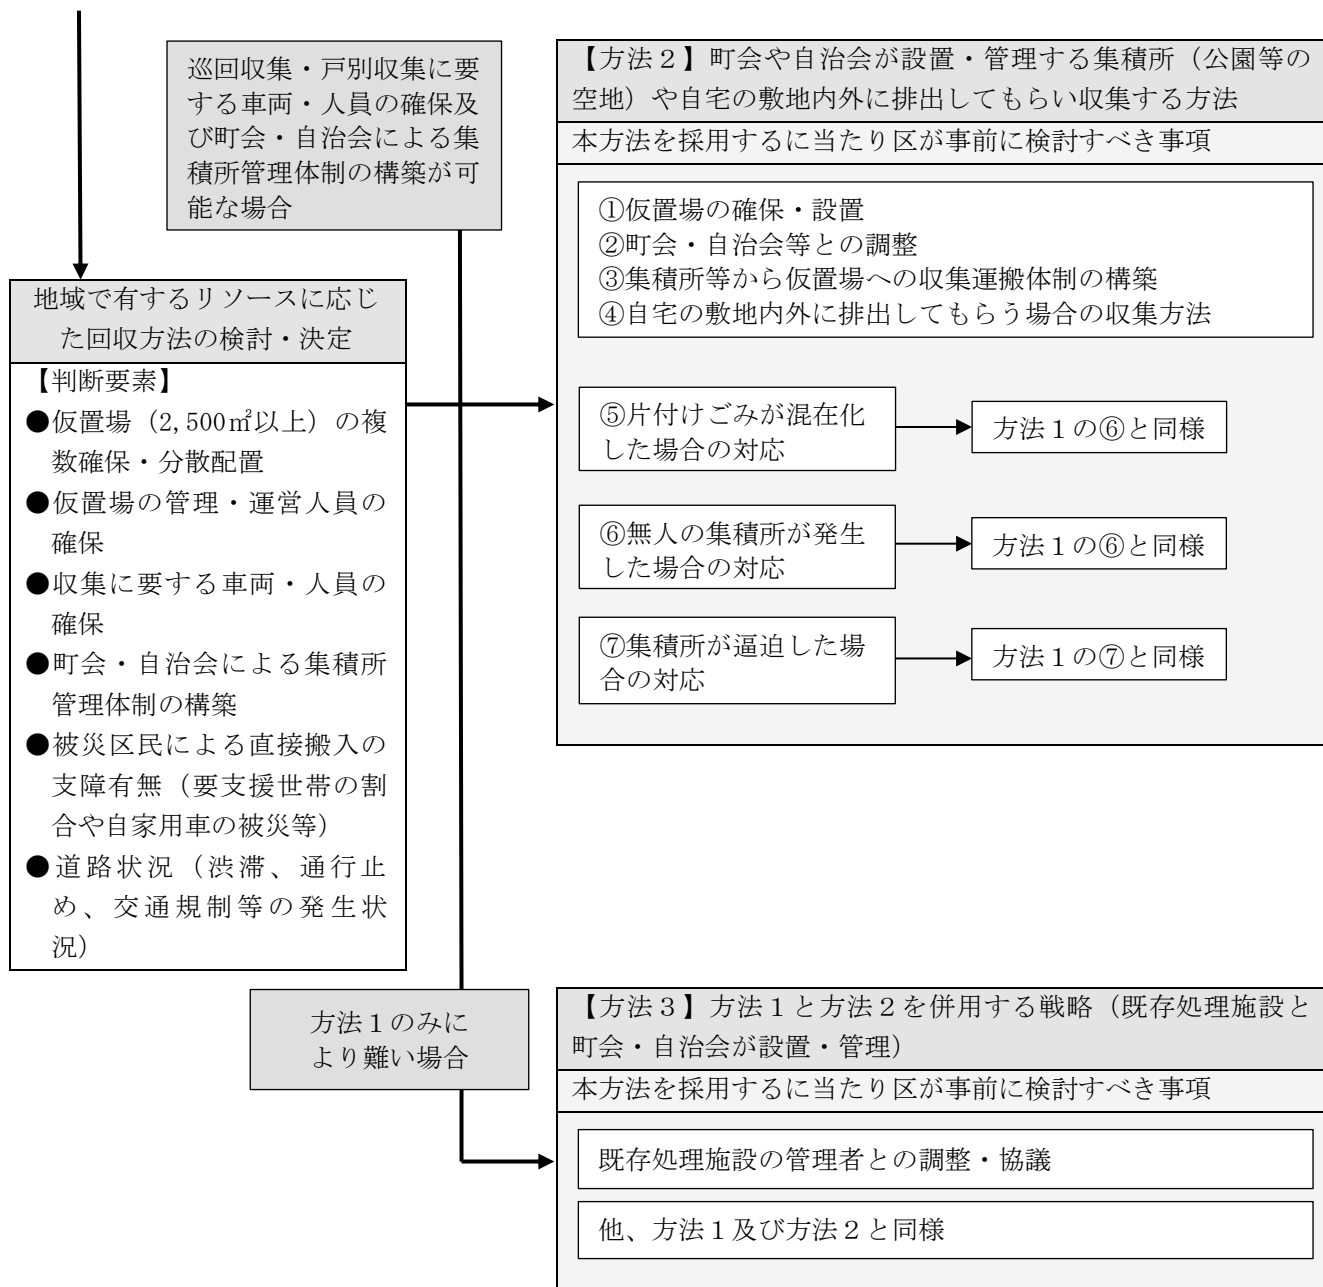 巡回収集・戸別収集に要
する車両・人員の確保及
び町会・自治会による集
積所管理体制の構築が可
能な場合
地域で有するリソースに応じ
た回収方法の検討・決定
【判断要素】
●仮置場（2,500㎡以上）の複
数確保・分散配置
●仮置場の管理・運営人員の
確保
●収集に要する車両・人員の
確保
●町会・自治会による集積所
管理体制の構築
●被災区民による直接搬入の
支障有無（要支援世帯の割
合や自家用車の被災等）
●道路状況（渋滞、通行止
め、交通規制等の発生状
況）
【方法２】町会や自治会が設置・管理する集積所（公園等の
空地）や自宅の敷地内外に排出してもらい収集する方法
本方法を採用するに当たり区が事前に検討すべき事項
①仮置場の確保・設置
②町会・自治会等との調整
③集積所等から仮置場への収集運搬体制の構築
④自宅の敷地内外に排出してもらう場合の収集方法
⑤片付けごみが混在化
した場合の対応
方法１の⑥と同様
⑥無人の集積所が発生
した場合の対応
方法１の⑥と同様
⑦集積所が逼迫した場
合の対応
方法１の⑦と同様
方法１のみに
より難い場合
【方法３】方法１と方法２を併用する戦略（既存処理施設と
町会・自治会が設置・管理）
本方法を採用するに当たり区が事前に検討すべき事項
既存処理施設の管理者との調整・協議
他、方法１及び方法２と同様